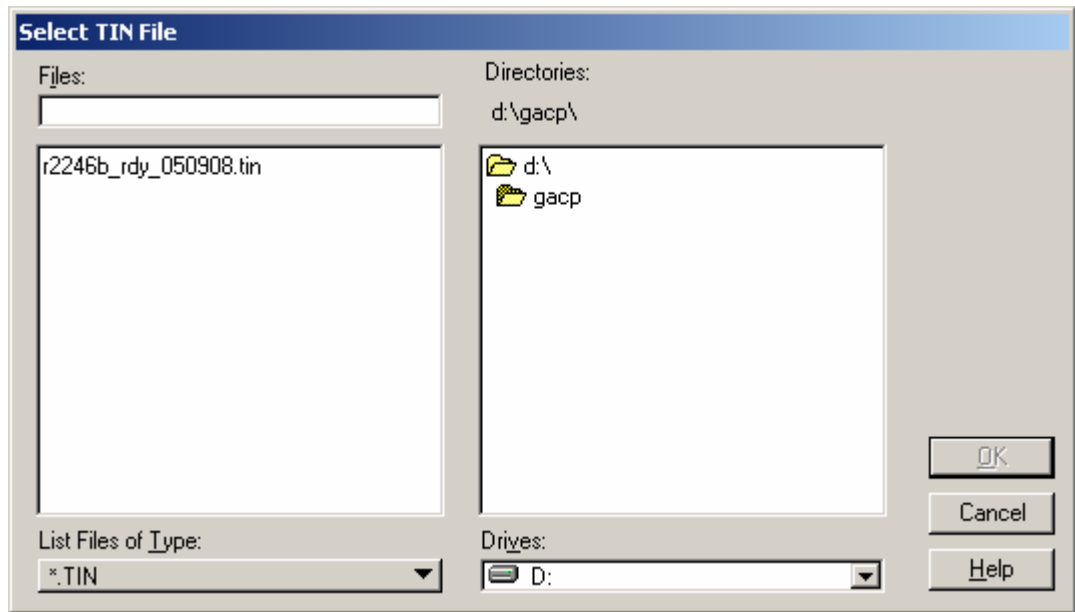 Select TIN File
Files:
r2246b_rdy_050908.tin
List Files of Type:
*.TIN
Directories:
d:\gacp\
d:\
gacp
Drives:
D:
OK
Cancel
Help